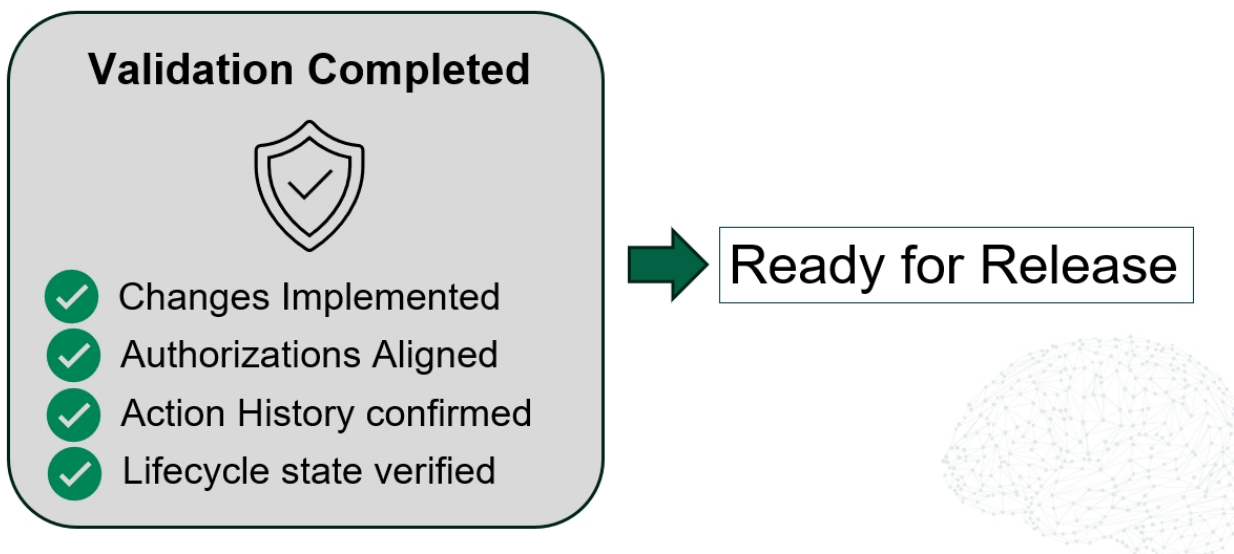 Validation Completed
Changes Implemented
Authorizations Aligned
Action History confirmed
Lifecycle state verified
Ready for Release